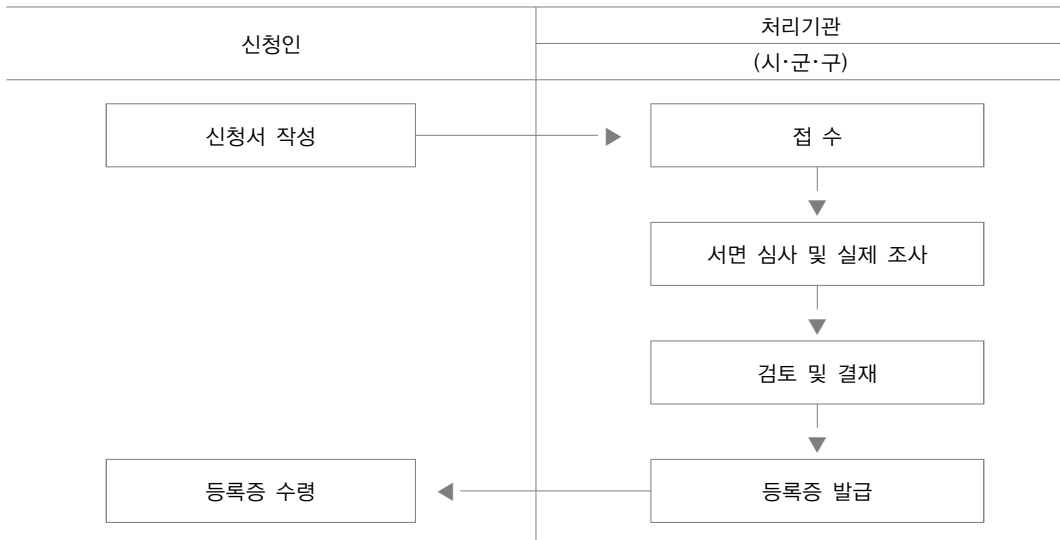 신청인
처리기관
(시·군·구)
신청서 작성
접 수
서면 심사 및 실제 조사
검토 및 결재
등록증 수령
등록증 발급